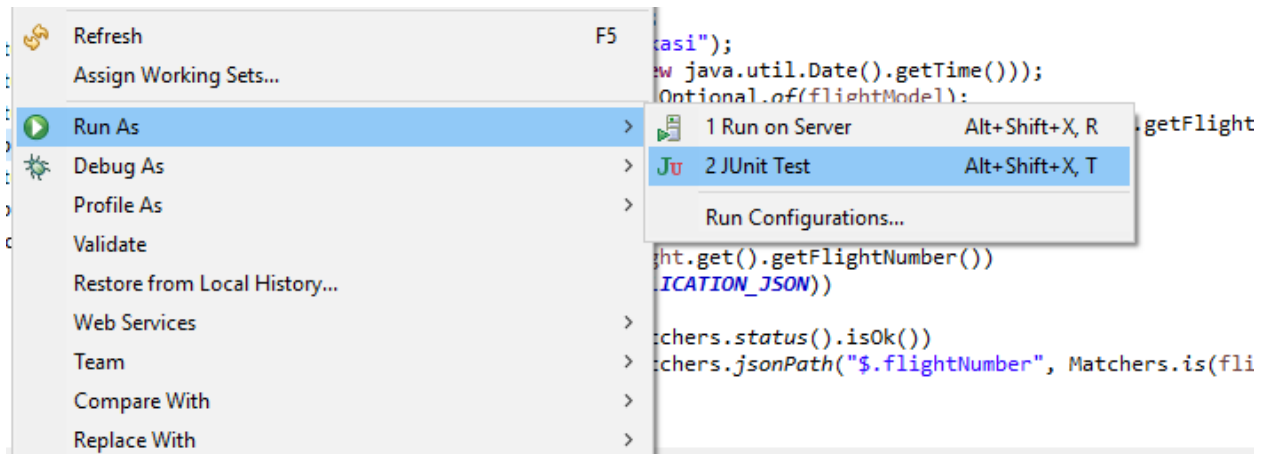 Refresh F5
Assign Working Sets...
Run As
Debug As
Profile As
Validate
Restore from Local History...
Web Services
Team
Compare With
Replace With
1 Run on Server Alt+Shift+X, R
2 JUnit Test Alt+Shift+X, T
Run Configurations...
kasi");
ew java.util.Date().getTime()));
Optional.of(flightModel);
.getFlight
ght.get().getFlightNumber())
ICATION_JSON))
tchers.status().isOk())
tchers.jsonPath("$.flightNumber", Matchers.is(fli